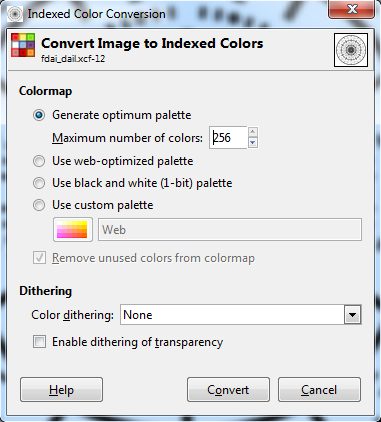 Indexed Color Conversion
Convert Image to Indexed Colors
fdai_dail.xcf-12
Colormap
Generate optimum palette
Maximum number of colors: 256
Use web-optimized palette
Use black and white (1-bit) palette
Use custom palette
Web
Remove unused colors from colormap
Dithering
Color dithering: None
Enable dithering of transparency
Help Convert Cancel